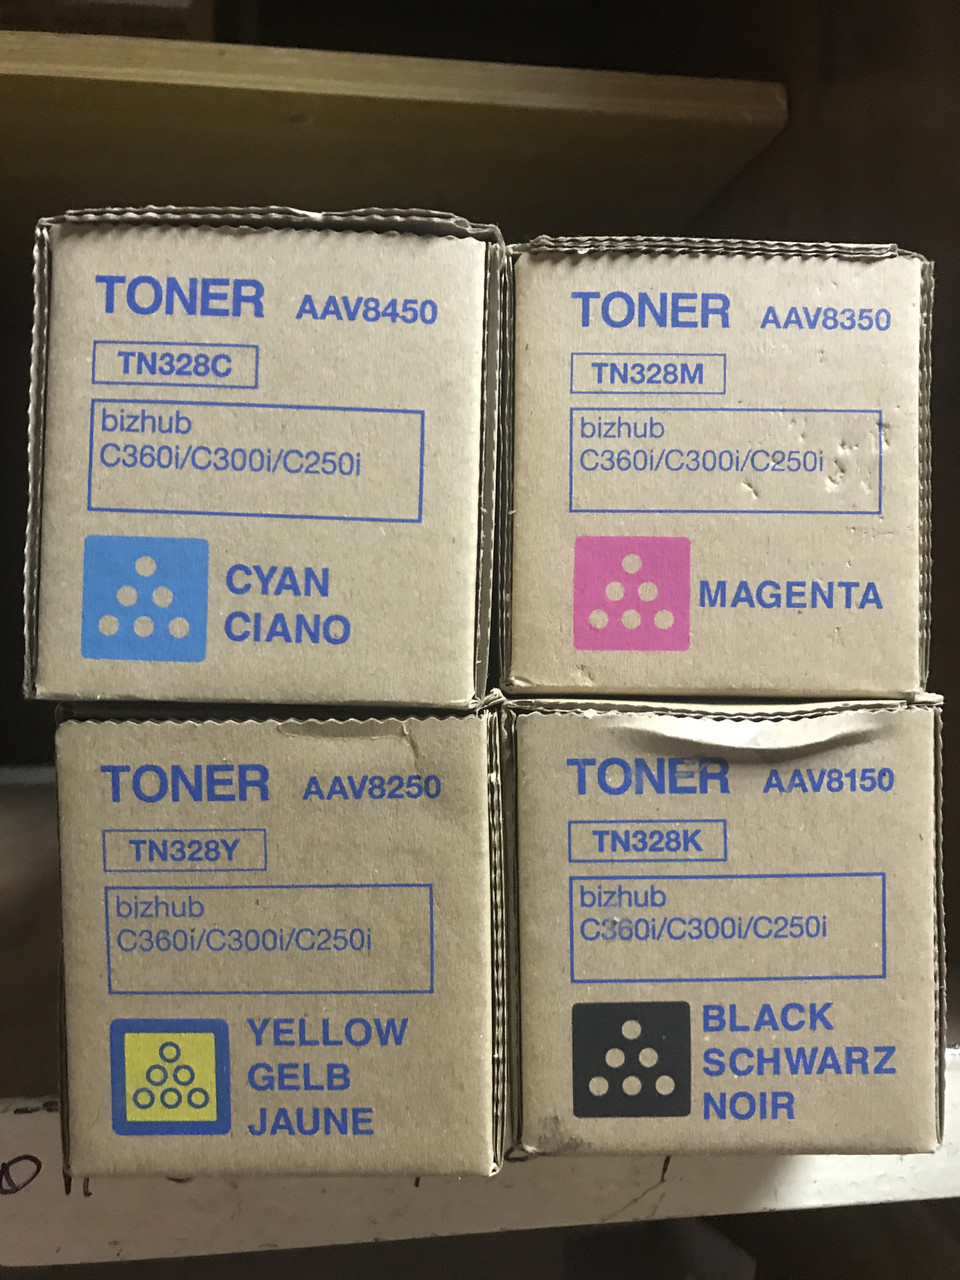 TONER AAV8450
TN328C
bizhub
C360i/C300i/C250i
CYAN
CIANO
TONER AAV8350
TN328M
bizhub
C360i/C300i/C250i
MAGENTA
TONER AAV8250
TN328Y
bizhub
C360i/C300i/C250i
YELLOW
GELB
JAUNE
TONER AAV8150
TN328K
bizhub
C360i/C300i/C250i
BLACK
SCHWARZ
NOIR